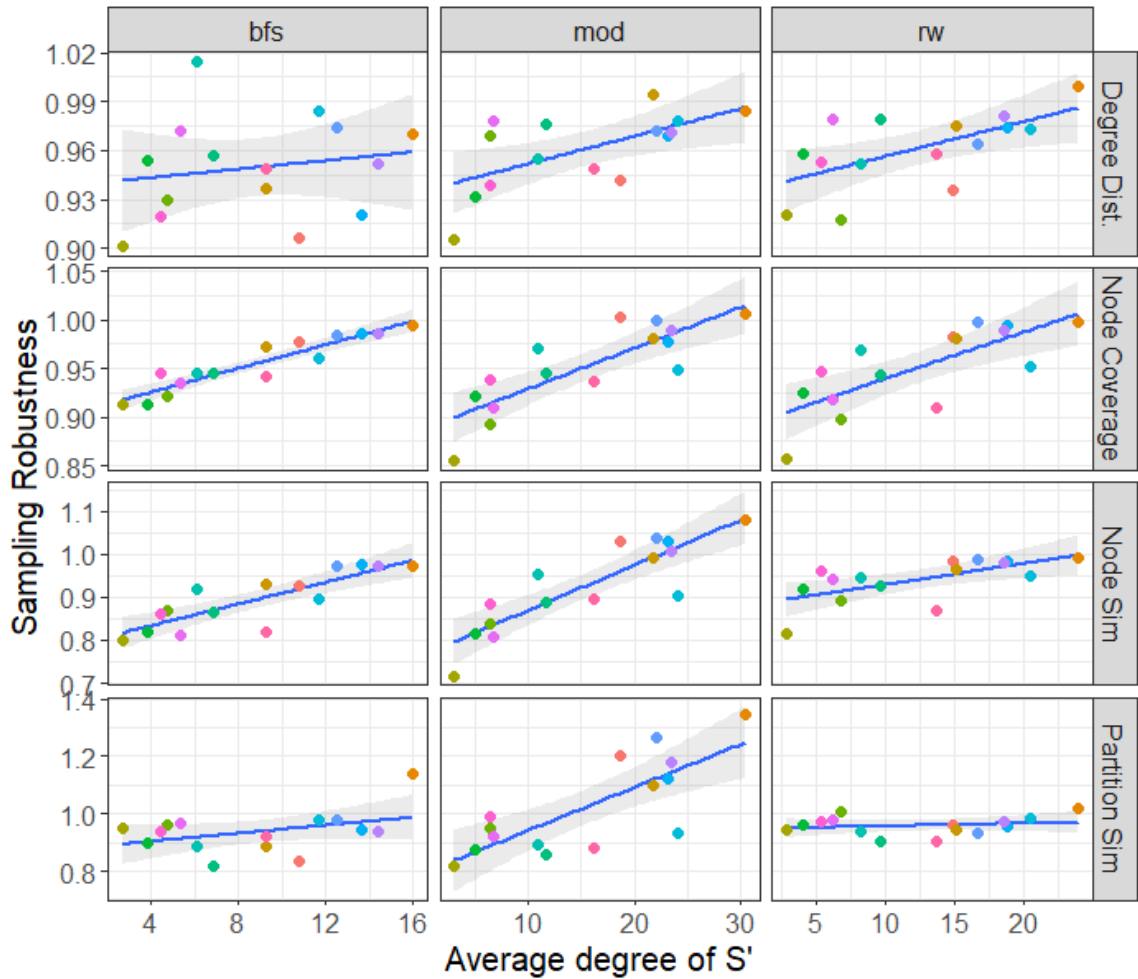 bfs
mod
rw
1.02
0.99
0.96
0.93
0.90
Degree Dist.
1.05
1.00
0.95
0.90
0.85
Node Coverage
1.1
1.0
0.9
0.8
0.7
Node Sim
1.4
1.2
1.0
0.8
Partition Sim
Sampling Robustness
4 8 12 16
10 20 30
5 10 15 20
Average degree of S'